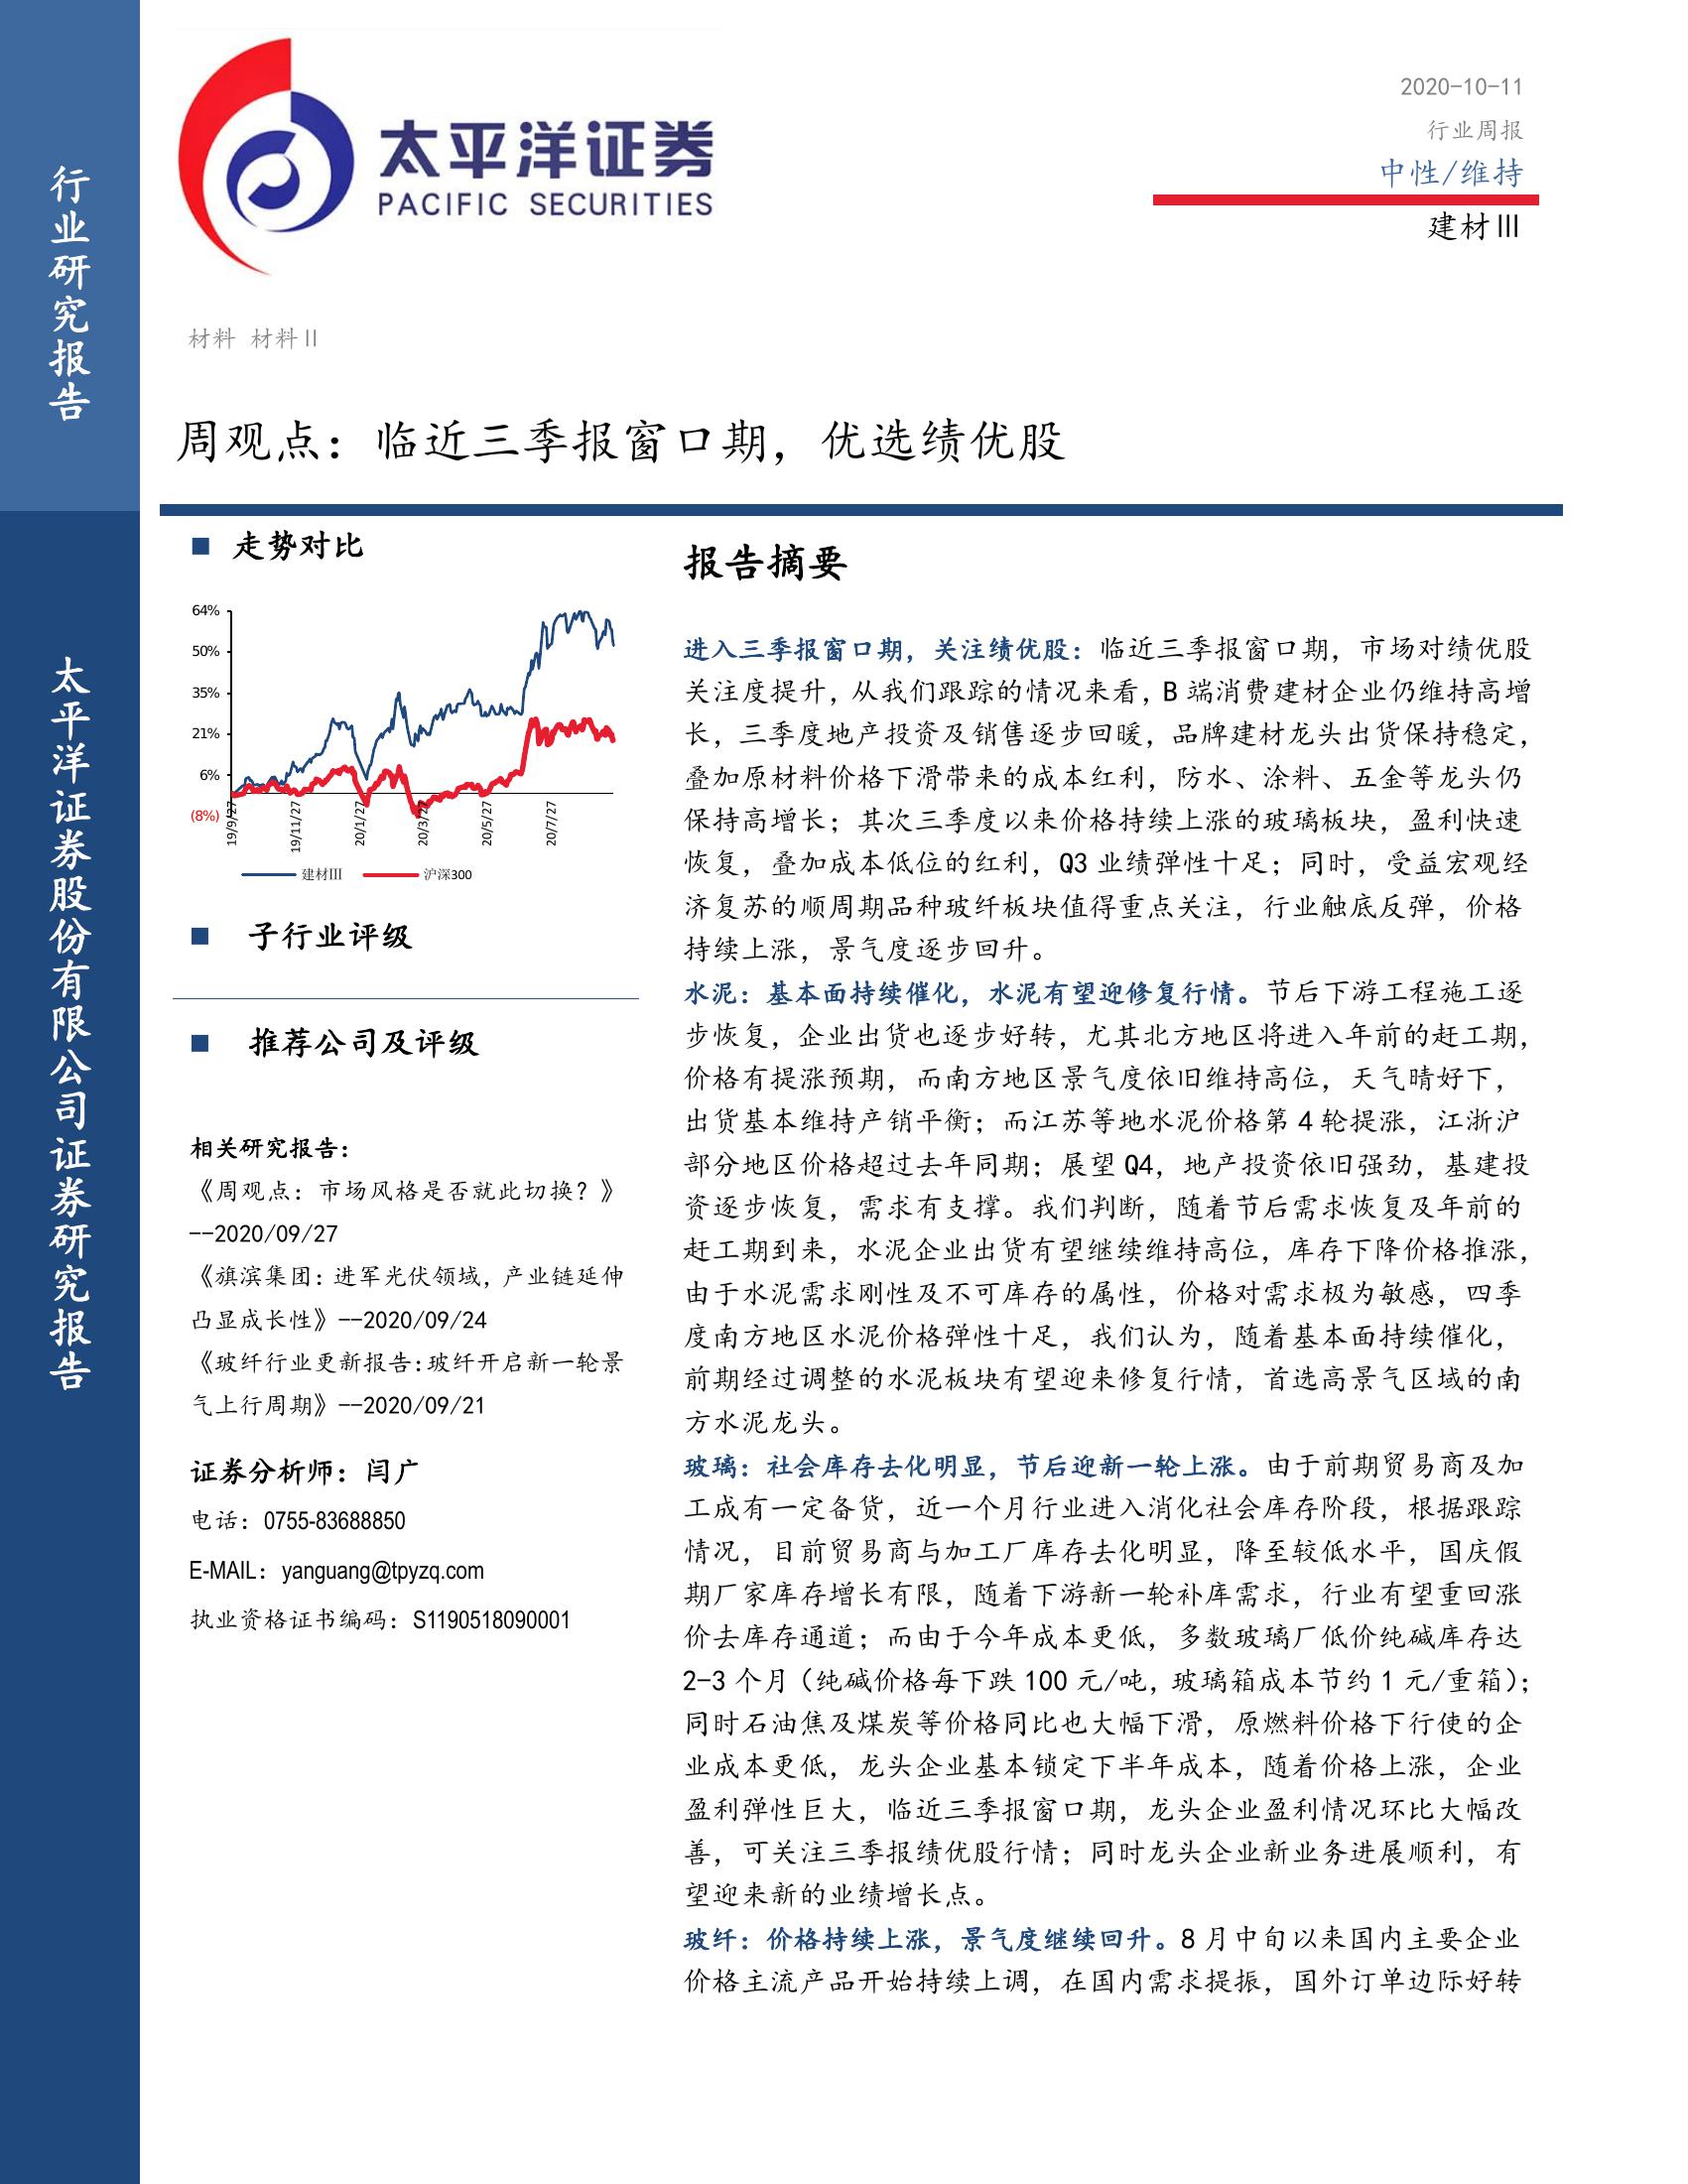 行业研究报告
太平洋证券股份有限公司证券研究报告
太平洋证券
PACIFIC SECURITIES
2020-10-11
行业周报
中性/维持
建材Ⅲ
材料 材料Ⅱ
周观点：临近三季报窗口期，优选绩优股
■ 走势对比
64%
50%
35%
21%
6%
(8%)
19/9/27
19/11/27
20/1/27
20/3/27
20/5/27
20/7/27
建材Ⅲ 沪深300
■ 子行业评级
■ 推荐公司及评级
相关研究报告：
《周观点：市场风格是否就此切换？》
--2020/09/27
《旗滨集团：进军光伏领域，产业链延伸
凸显成长性》--2020/09/24
《玻纤行业更新报告:玻纤开启新一轮景
气上行周期》--2020/09/21
证券分析师：闫广
电话：0755-83688850
E-MAIL：yanguang@tpyzq.com
执业资格证书编码：S1190518090001
报告摘要
进入三季报窗口期，关注绩优股：临近三季报窗口期，市场对绩优股
关注度提升，从我们跟踪的情况来看，B 端消费建材企业仍维持高增
长，三季度地产投资及销售逐步回暖，品牌建材龙头出货保持稳定，
叠加原材料价格下滑带来的成本红利，防水、涂料、五金等龙头仍
保持高增长；其次三季度以来价格持续上涨的玻璃板块，盈利快速
恢复，叠加成本低位的红利，Q3 业绩弹性十足；同时，受益宏观经
济复苏的顺周期品种玻纤板块值得重点关注，行业触底反弹，价格
持续上涨，景气度逐步回升。
水泥：基本面持续催化，水泥有望迎修复行情。节后下游工程施工逐
步恢复，企业出货也逐步好转，尤其北方地区将进入年前的赶工期，
价格有提涨预期，而南方地区景气度依旧维持高位，天气晴好下，
出货基本维持产销平衡；而江苏等地水泥价格第 4 轮提涨，江浙沪
部分地区价格超过去年同期；展望 Q4，地产投资依旧强劲，基建投
资逐步恢复，需求有支撑。我们判断，随着节后需求恢复及年前的
赶工期到来，水泥企业出货有望继续维持高位，库存下降价格推涨，
由于水泥需求刚性及不可库存的属性，价格对需求极为敏感，四季
度南方地区水泥价格弹性十足，我们认为，随着基本面持续催化，
前期经过调整的水泥板块有望迎来修复行情，首选高景气区域的南
方水泥龙头。
玻璃：社会库存去化明显，节后迎新一轮上涨。由于前期贸易商及加
工成有一定备货，近一个月行业进入消化社会库存阶段，根据跟踪
情况，目前贸易商与加工厂库存去化明显，降至较低水平，国庆假
期厂家库存增长有限，随着下游新一轮补库需求，行业有望重回涨
价去库存通道；而由于今年成本更低，多数玻璃厂低价纯碱库存达
2-3 个月（纯碱价格每下跌 100 元/吨，玻璃箱成本节约 1 元/重箱）；
同时石油焦及煤炭等价格同比也大幅下滑，原燃料价格下行使的企
业成本更低，龙头企业基本锁定下半年成本，随着价格上涨，企业
盈利弹性巨大，临近三季报窗口期，龙头企业盈利情况环比大幅改
善，可关注三季报绩优股行情；同时龙头企业新业务进展顺利，有
望迎来新的业绩增长点。
玻纤：价格持续上涨，景气度继续回升。8 月中旬以来国内主要企业
价格主流产品开始持续上调，在国内需求提振，国外订单边际好转